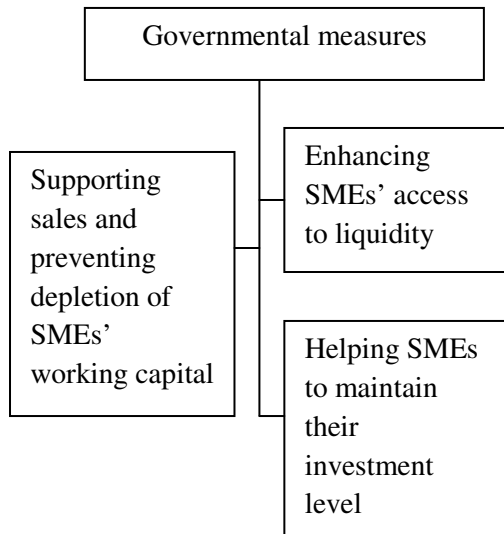 Governmental measures
Supporting
sales and
preventing
depletion of
SMEs’
working capital
Enhancing
SMEs’ access
to liquidity
Helping SMEs
to maintain
their
investment
level